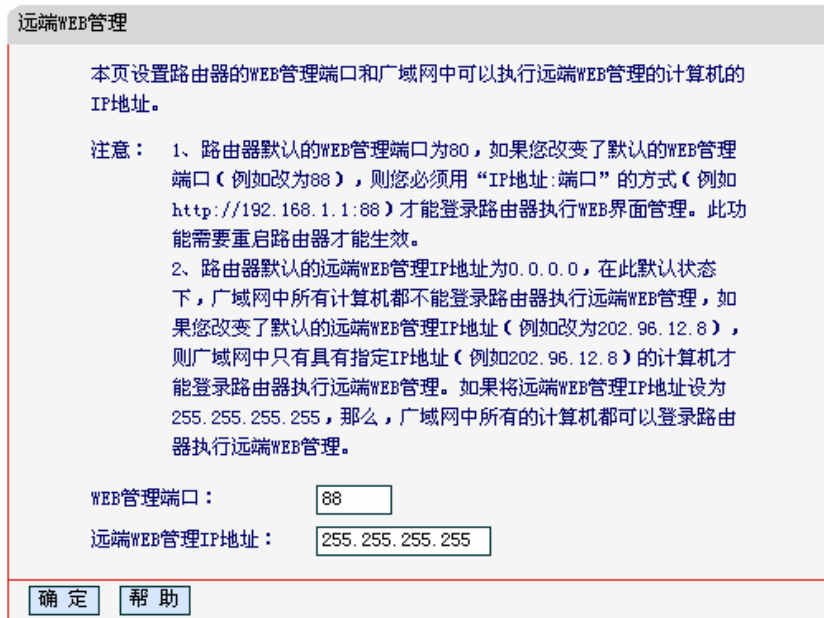 远端WEB管理
本页设置路由器的WEB管理端口和广域网中可以执行远端WEB管理的计算机的
IP地址。
注意： 1、路由器默认的WEB管理端口为80，如果您改变了默认的WEB管理
端口（例如改为88），则您必须用“IP地址:端口”的方式（例如
http://192.168.1.1:88）才能登录路由器执行WEB界面管理。此功
能需要重启路由器才能生效。
2、路由器默认的远端WEB管理IP地址为0.0.0.0，在此默认状态
下，广域网中所有计算机都不能登录路由器执行远端WEB管理，如
果您改变了默认的远端WEB管理IP地址（例如改为202.96.12.8），
则广域网中只有具有指定IP地址（例如202.96.12.8）的计算机才
能登录路由器执行远端WEB管理。如果将远端WEB管理IP地址设为
255.255.255.255，那么，广域网中所有的计算机都可以登录路由
器执行远端WEB管理。
WEB管理端口： 88
远端WEB管理IP地址： 255.255.255.255
确 定 帮 助